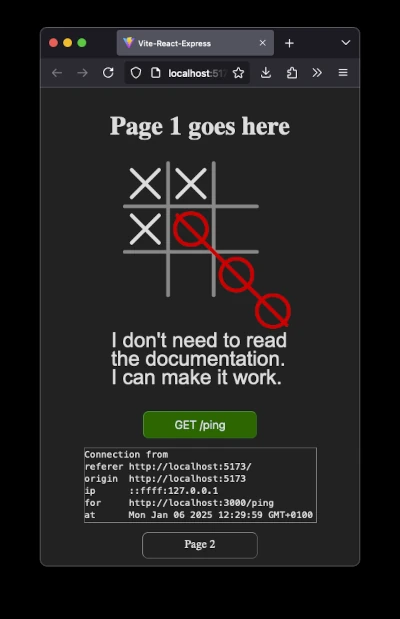 Vite-React-Express
localhost:517
Page 1 goes here
I don't need to read
the documentation.
I can make it work.
GET /ping
Connection from
referer http://localhost:5173/
origin  http://localhost:5173
ip      ::ffff:127.0.0.1
for     http://localhost:3000/ping
at      Mon Jan 06 2025 12:29:59 GMT+0100
Page 2